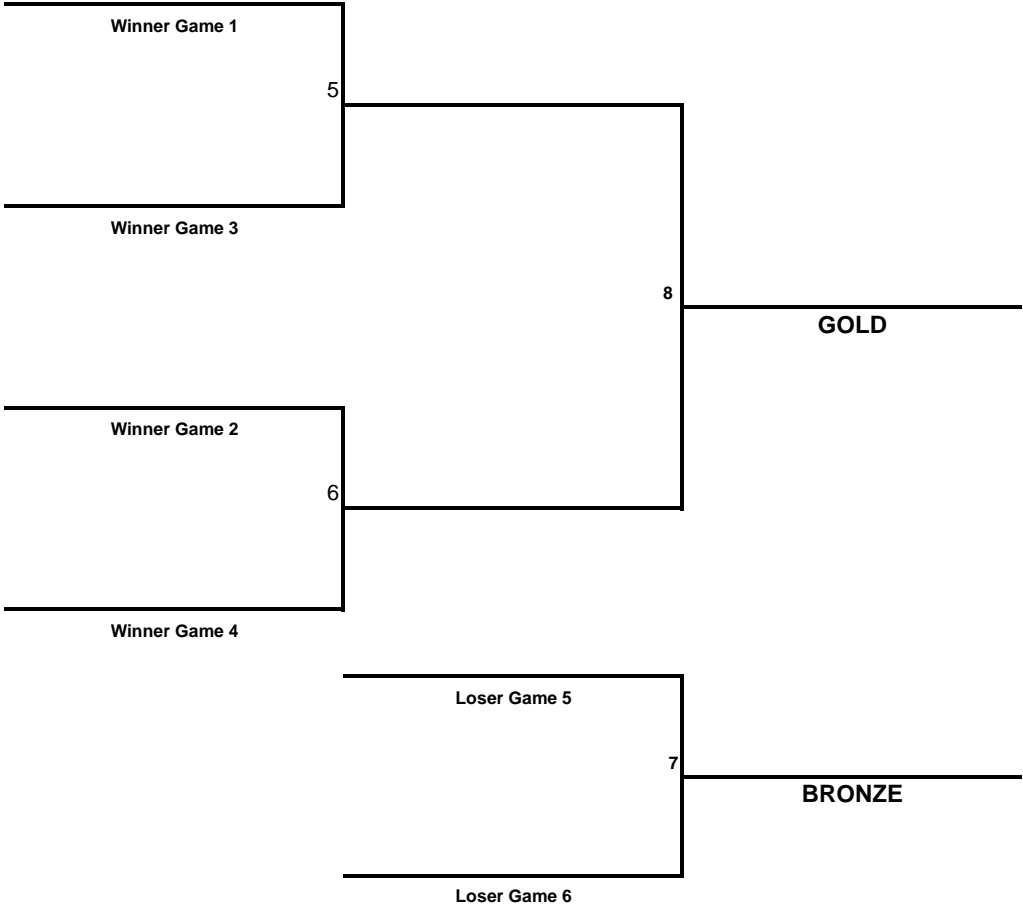 Winner Game 1
5
Winner Game 3
8
GOLD
Winner Game 2
6
Winner Game 4
Loser Game 5
7
BRONZE
Loser Game 6